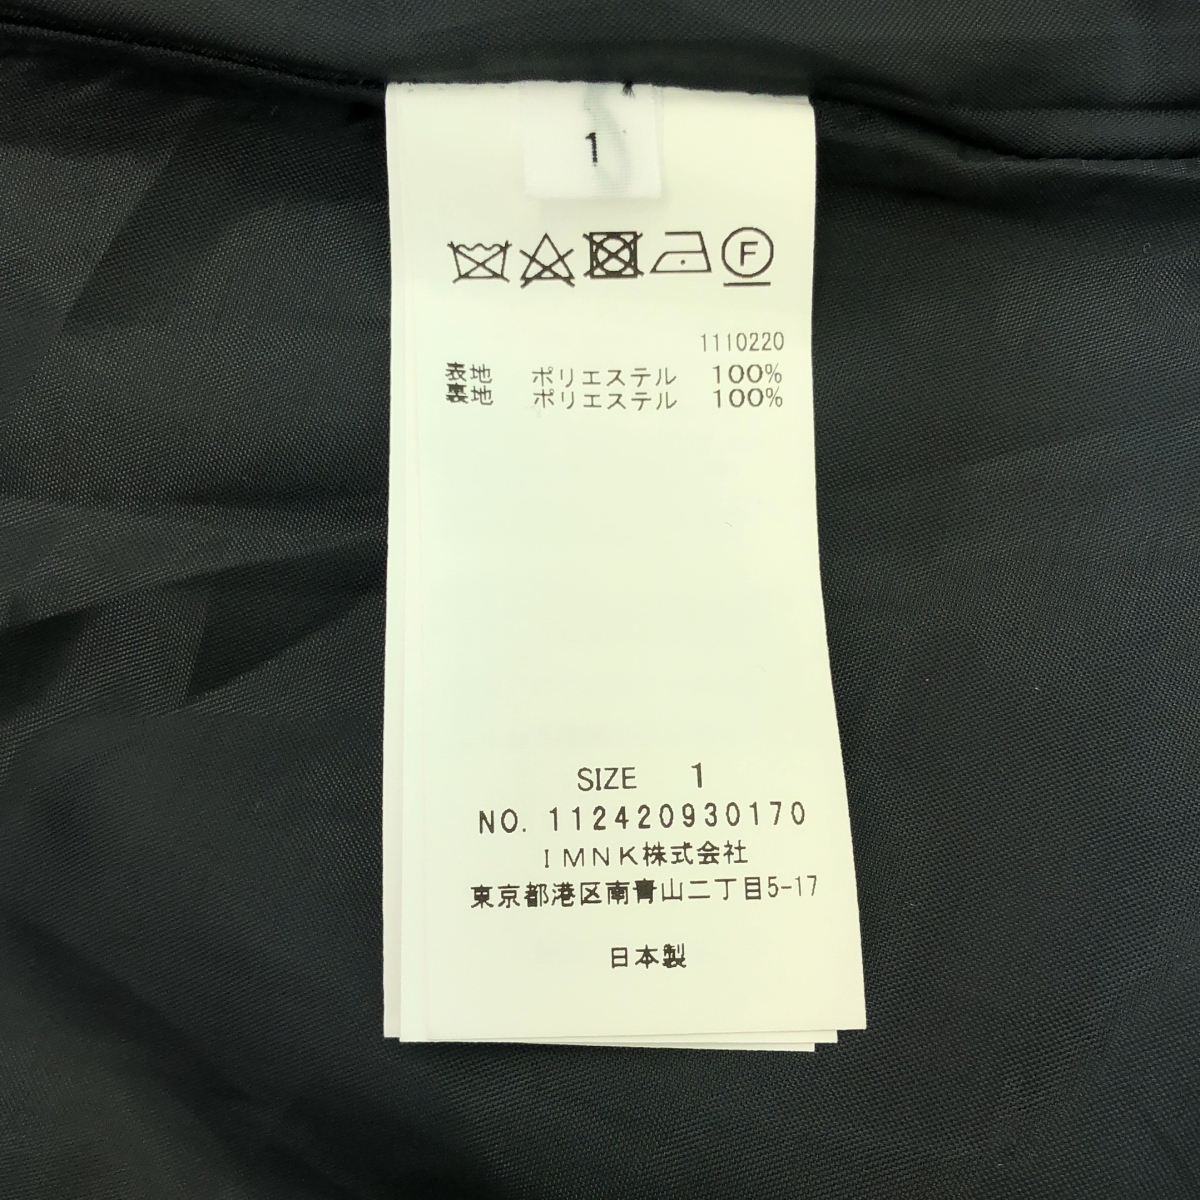 1
F
1110220
表地 ポリエステル 100%
裏地 ポリエステル 100%
SIZE 1
NO. 112420930170
IMNK株式会社
東京都港区南青山二丁目5-17
日本製